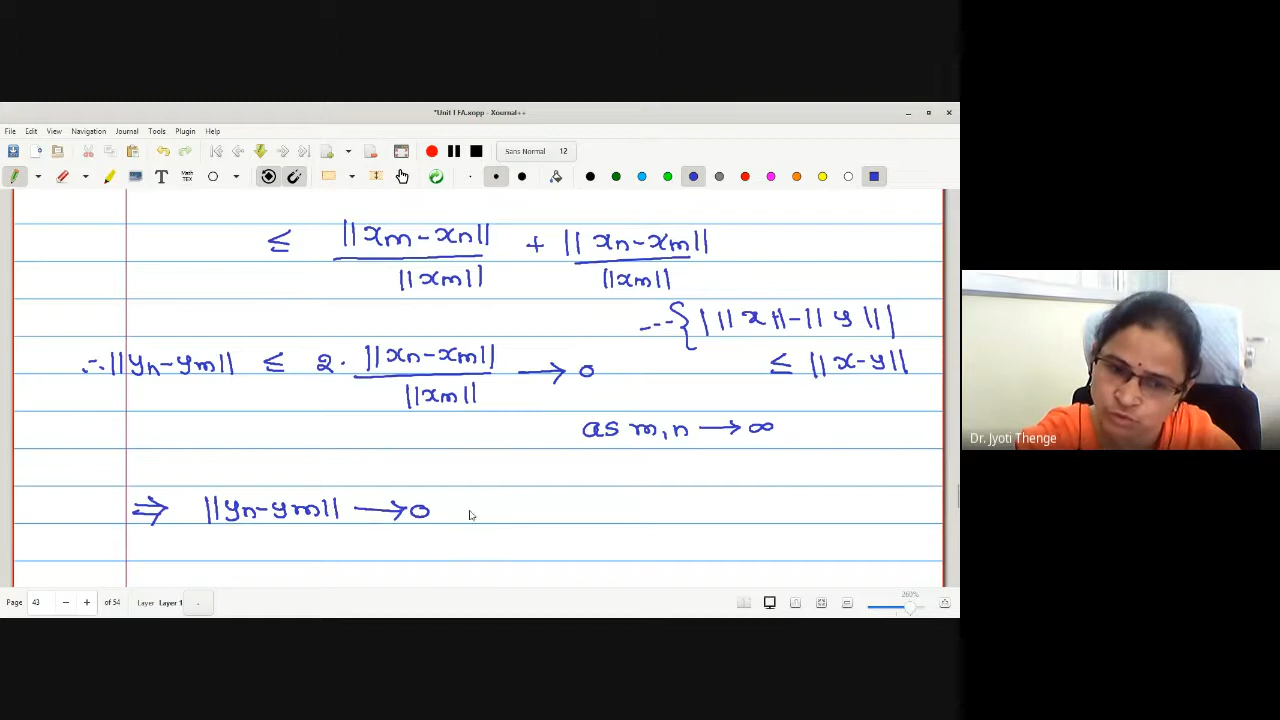 *Unit I FA.xopp - Xournal++
File Edit View Navigation Journal Tools Plugin Help
Sans Normal 12
≤ ||xm-xn|| / ||xm|| + ||xn-xm|| / ||xm||
---{| ||x||-||y|| |
∴ ||yn-ym|| ≤ 2. ||xn-xm|| / ||xm|| → 0
≤ ||x-y||
as m,n → ∞
⇒ ||yn-ym|| → 0
Dr. Jyoti Thenge
Page 43 of 54 Layer Layer 1 260%